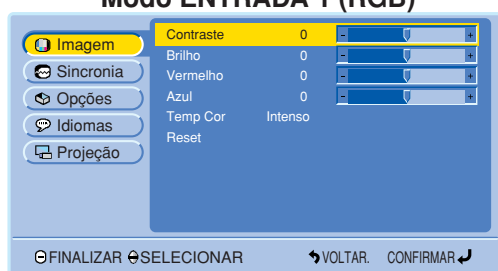 Modo ENTRADA 1 (RGB)
Imagem
Sincronia
Opções
Idiomas
Projeção
Contraste 0 - +
Brilho 0 - +
Vermelho 0 - +
Azul 0 - +
Temp Cor Intenso
Reset
FINALIZAR SELECIONAR VOLTAR. CONFIRMAR